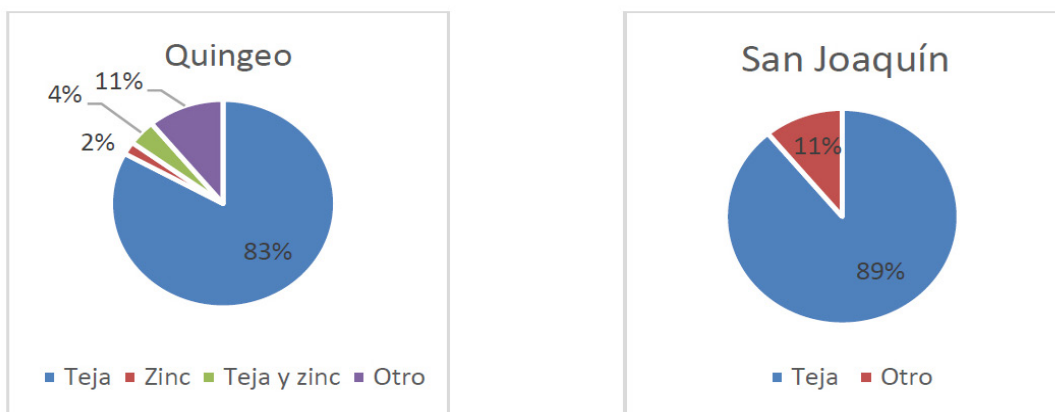 Quingeo
11%
4%
2%
83%
Teja Zinc Teja y zinc Otro
San Joaquín
11%
89%
Teja Otro